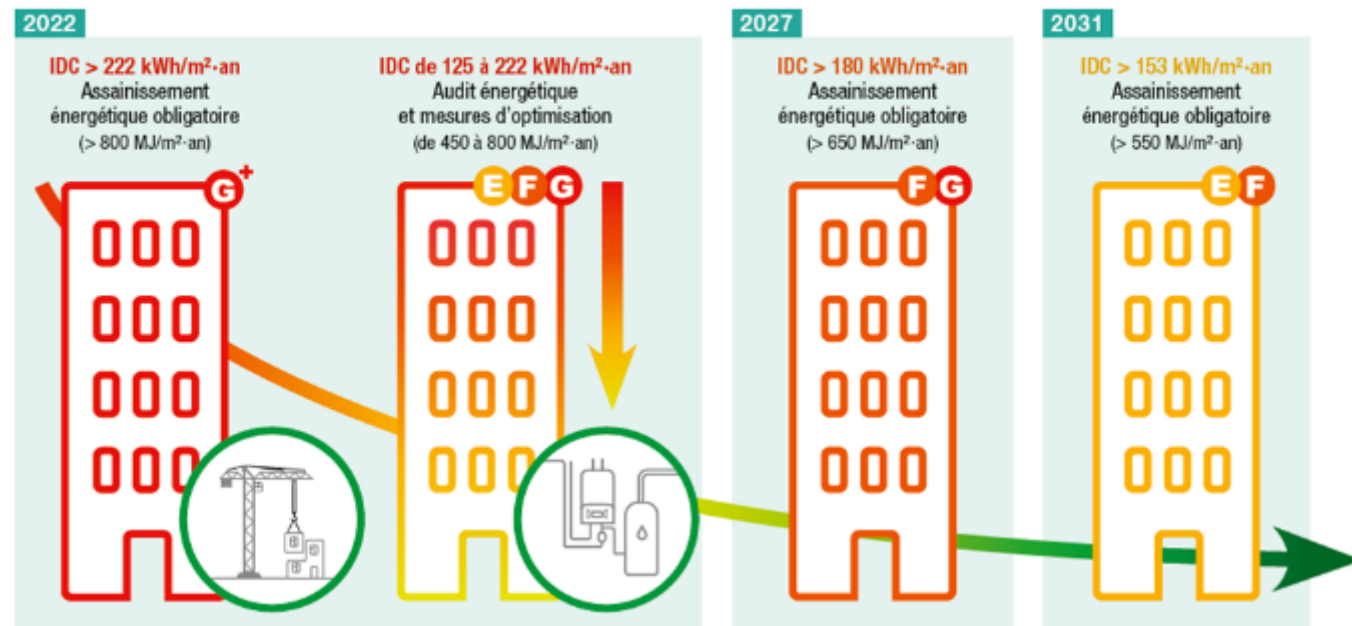 2022
IDC > 222 kWh/m²·an
Assainissement
énergétique obligatoire
(> 800 MJ/m²·an)
G+
IDC de 125 à 222 kWh/m²·an
Audit énergétique
et mesures d'optimisation
(de 450 à 800 MJ/m²·an)
E F G
2027
IDC > 180 kWh/m²·an
Assainissement
énergétique obligatoire
(> 650 MJ/m²·an)
F G
2031
IDC > 153 kWh/m²·an
Assainissement
énergétique obligatoire
(> 550 MJ/m²·an)
E F